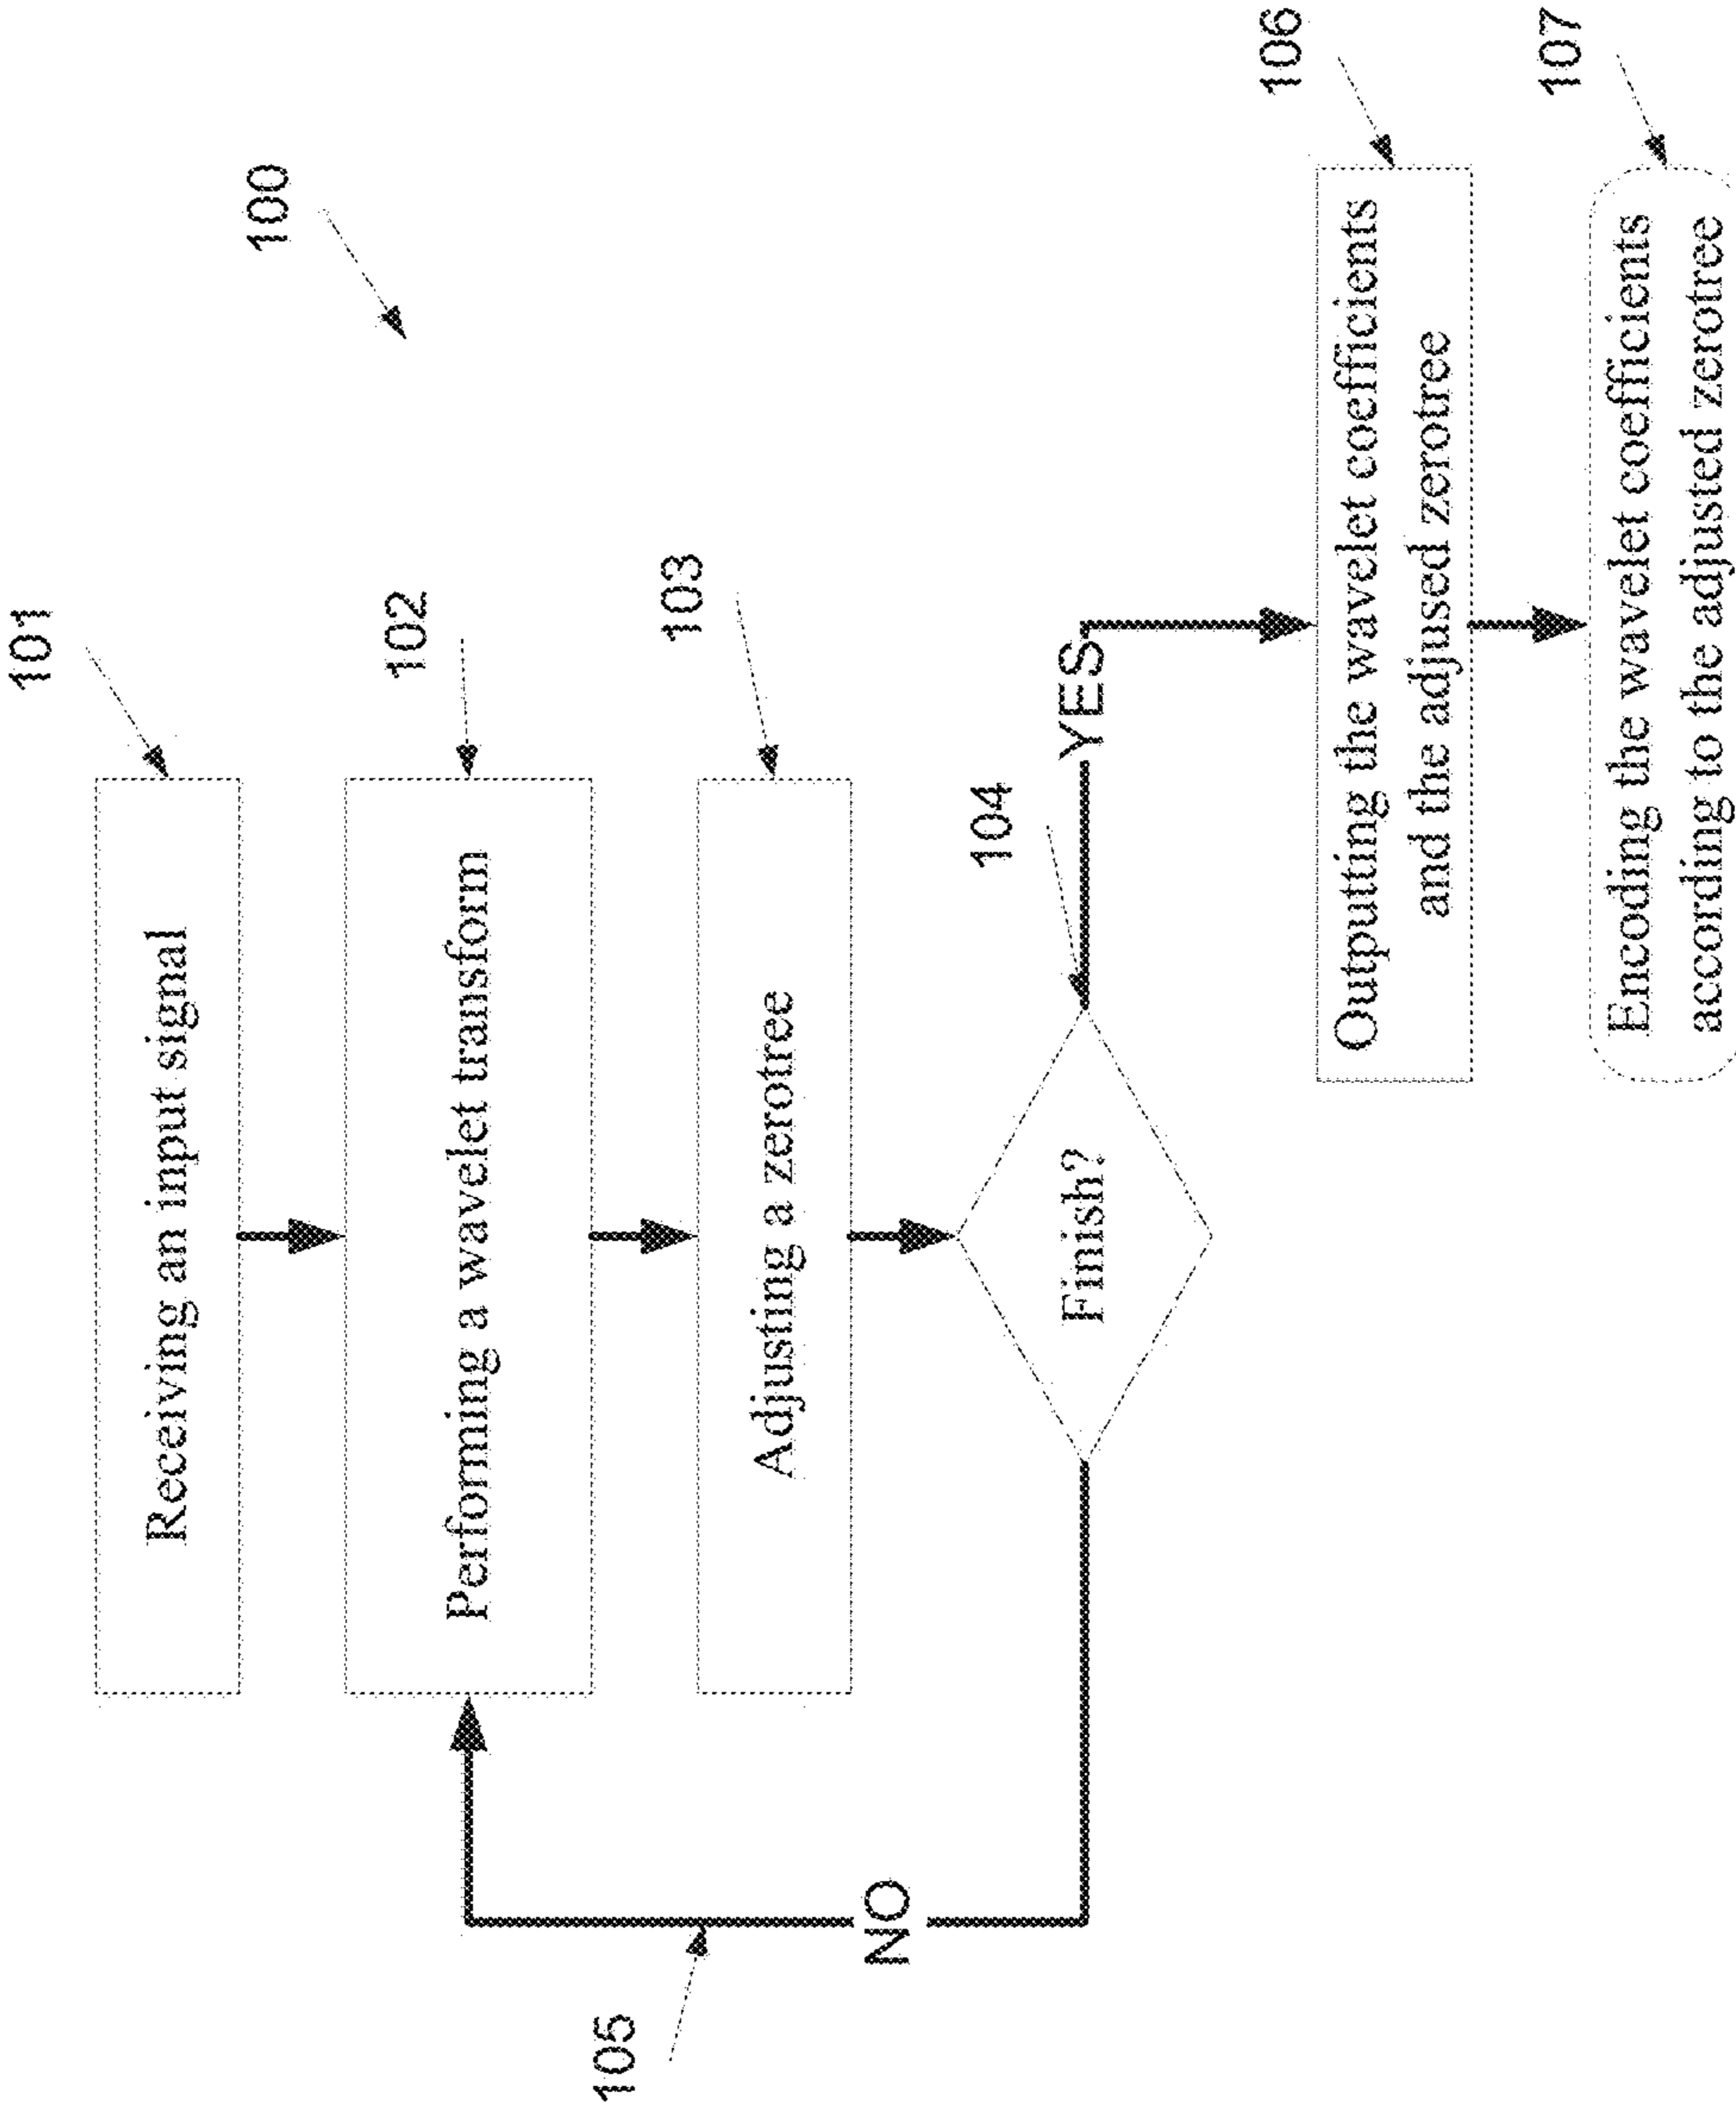 101
Receiving an input signal
100
102
Performing a wavelet transform
103
Adjusting a zerotree
105
NO
104
Finish?
YES
106
Outputting the wavelet coefficients
and the adjused zerotree
107
Encoding the wavelet coefficients
according to the adjusted zerotree